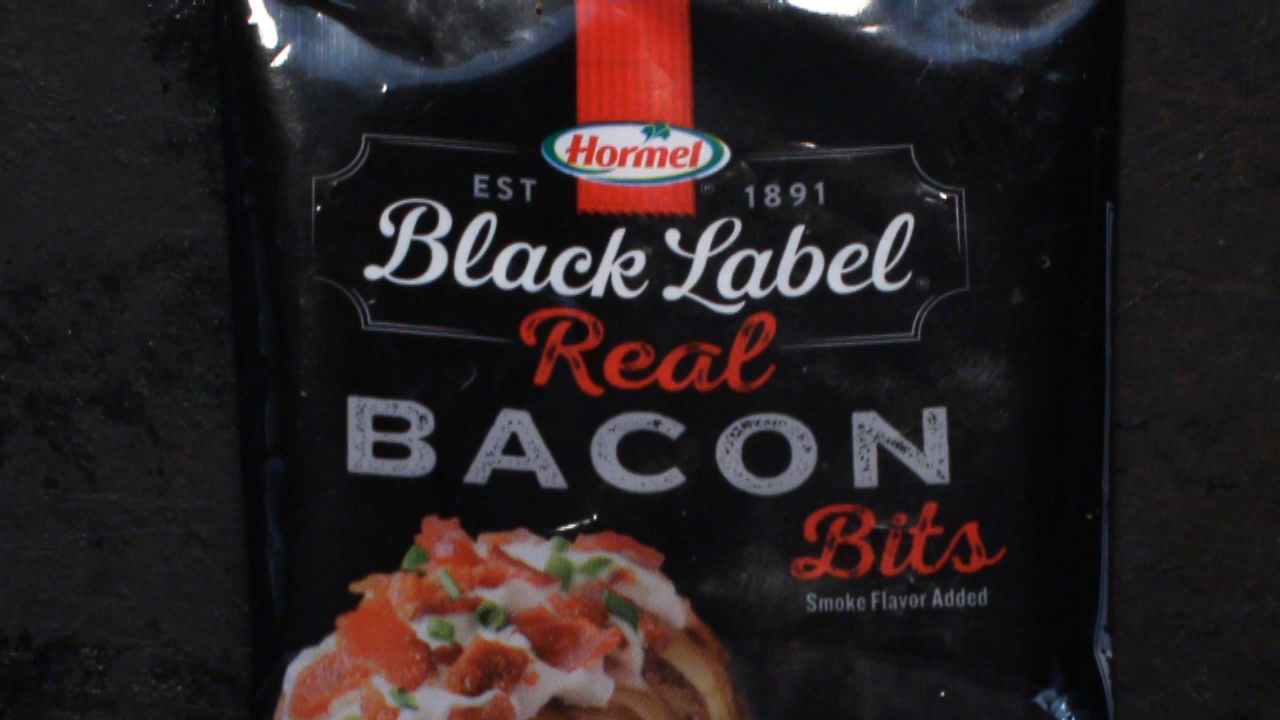 Hormel
EST 1891
Black Label
Real
BACON
Bits
Smoke Flavor Added